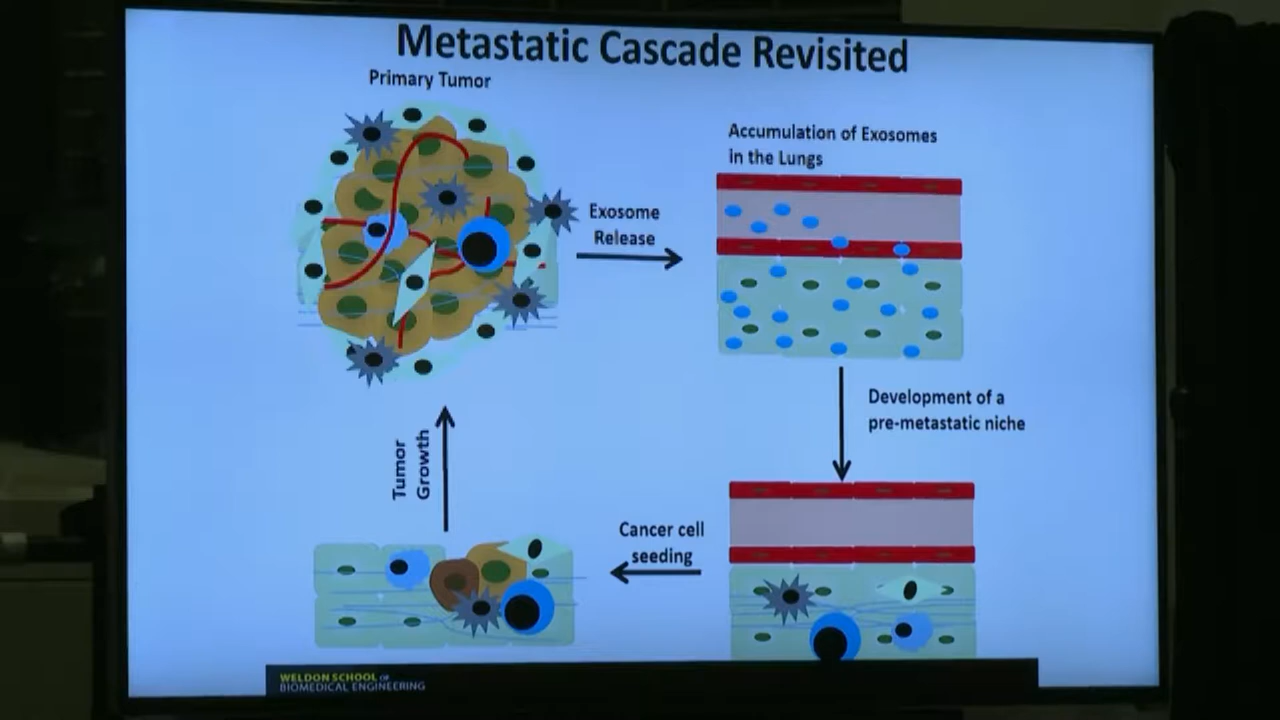 Metastatic Cascade Revisited
Primary Tumor
Accumulation of Exosomes
in the Lungs
Exosome
Release
Development of a
pre-metastatic niche
Cancer cell
seeding
Tumor
Growth
WELDON SCHOOL OF
BIOMEDICAL ENGINEERING